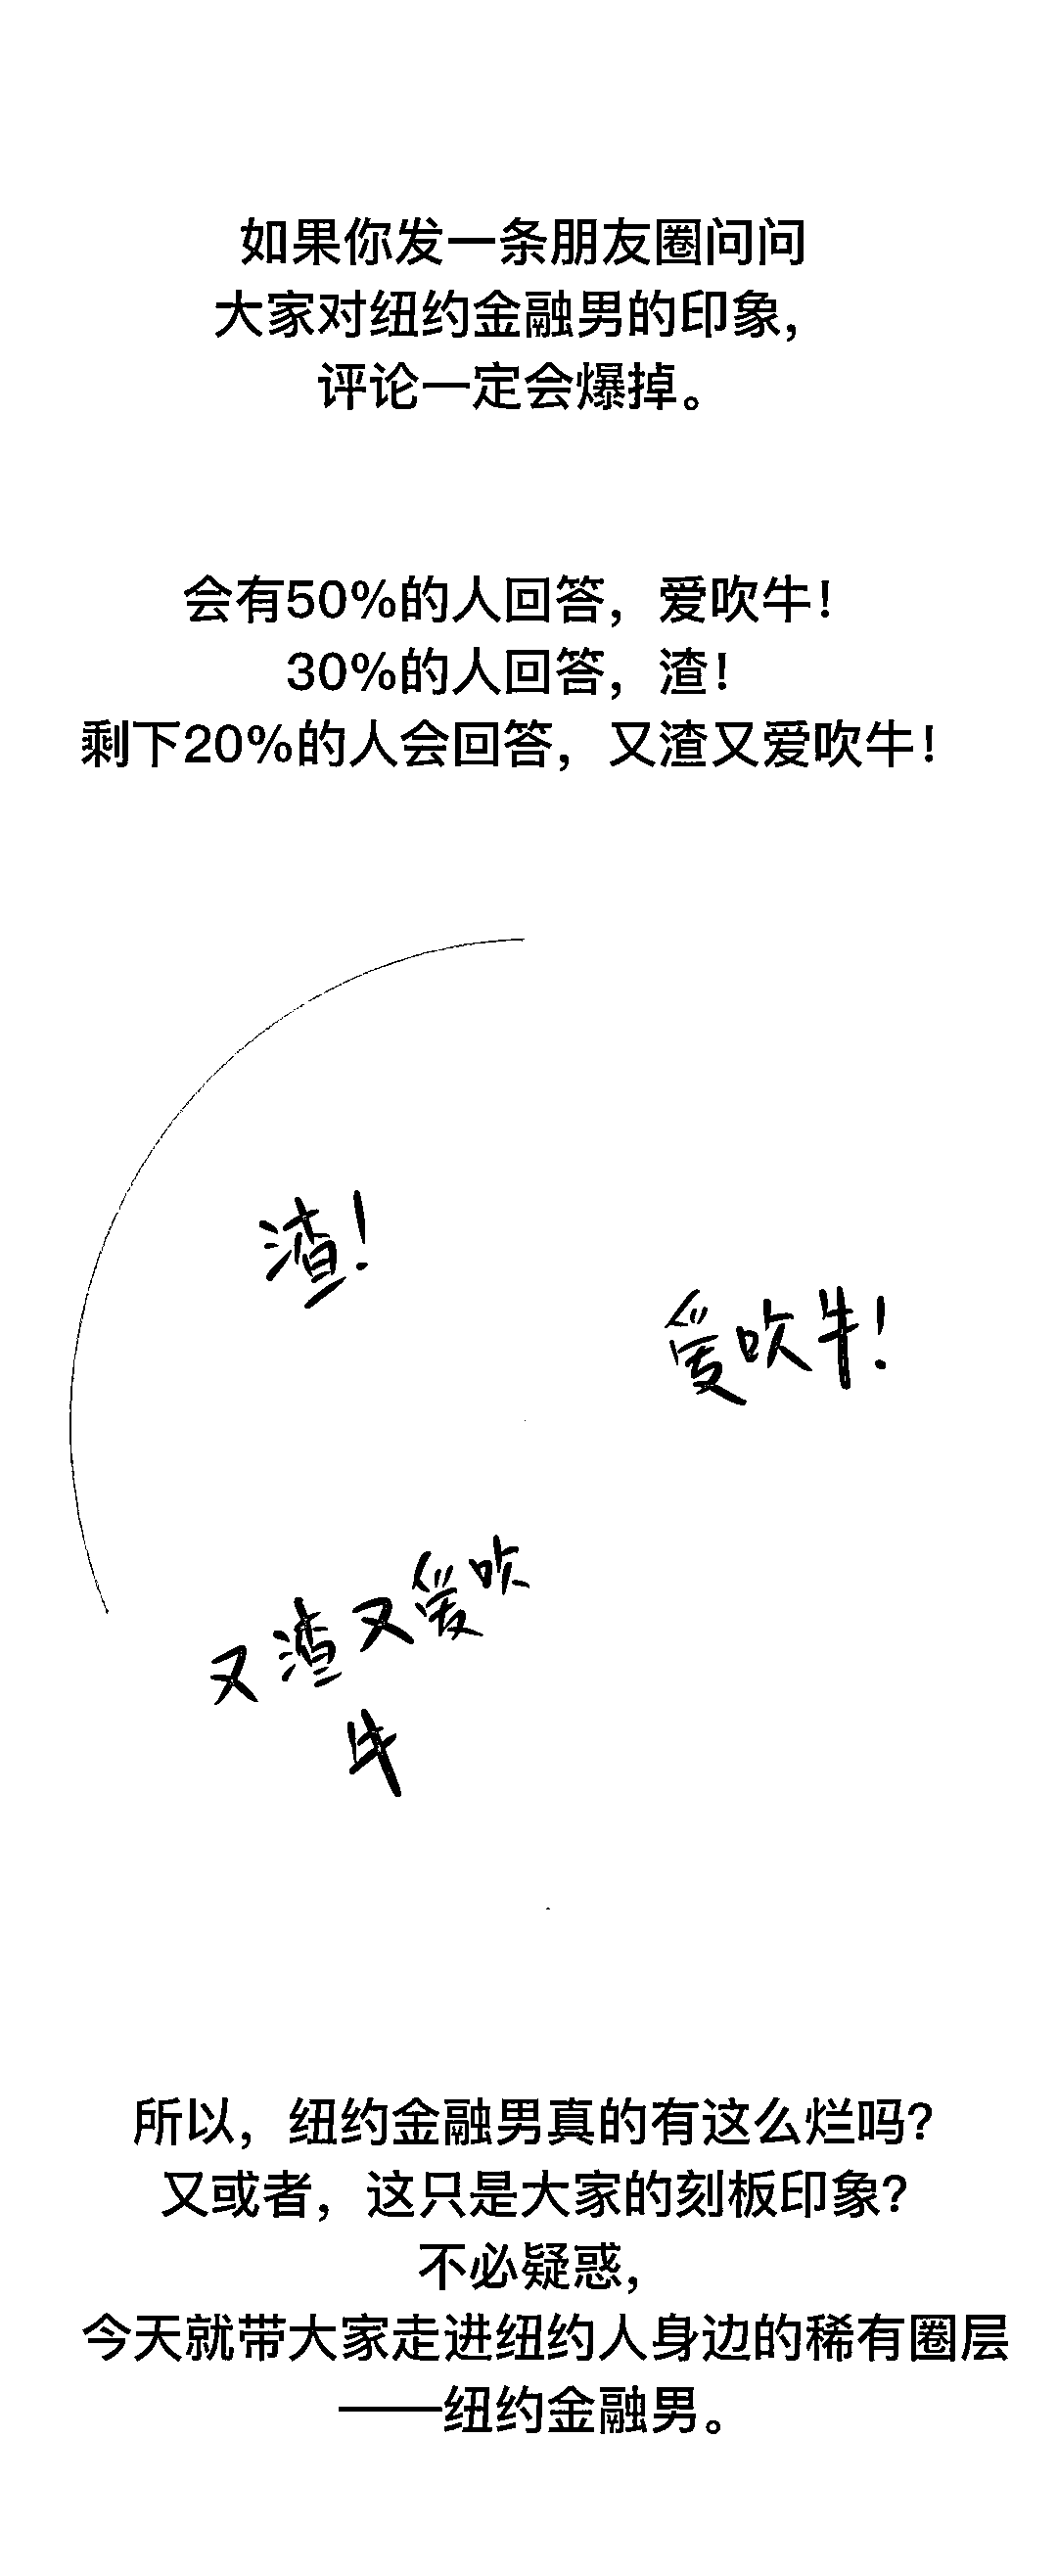 如果你发一条朋友圈问问
大家对纽约金融男的印象，
评论一定会爆掉。
会有50%的人回答，爱吹牛！
30%的人回答，渣！
剩下20%的人会回答，又渣又爱吹牛！
渣！
爱吹牛！
又渣又爱吹
牛
所以，纽约金融男真的有这么烂吗？
又或者，这只是大家的刻板印象？
不必疑惑，
今天就带大家走进纽约人身边的稀有圈层
——纽约金融男。